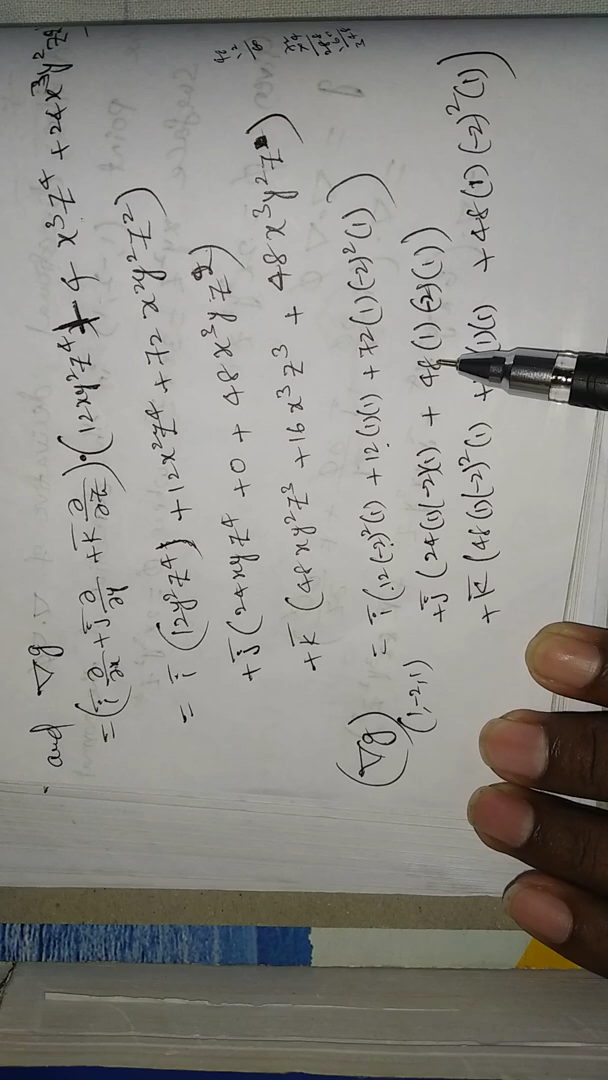 and ∇g
= (i̅ ∂/∂x + j̅ ∂/∂y + k̅ ∂/∂z)·(12xy²z⁴ + 4x³z⁴ + 24x³y²z²
= i̅ (12y²z⁴) + 12x²z⁴ + 72x²y²z²)
+ j̅ (24xyz⁴ + 0 + 48x³yz²)
+ k̅ (48xy²z³ + 16x³z³ + 48x³y²z)
(∇g)(1,-2,1) = i̅ (12(-2)²(1) + 12(1)(1) + 72(1)(-2)²(1))
+ j̅ (24(1)(-2)(1) + 48(1)(-2)(1))
+ k̅ (48(1)(-2)²(1) + 1)(1) + 48(1)(-2)²(1))